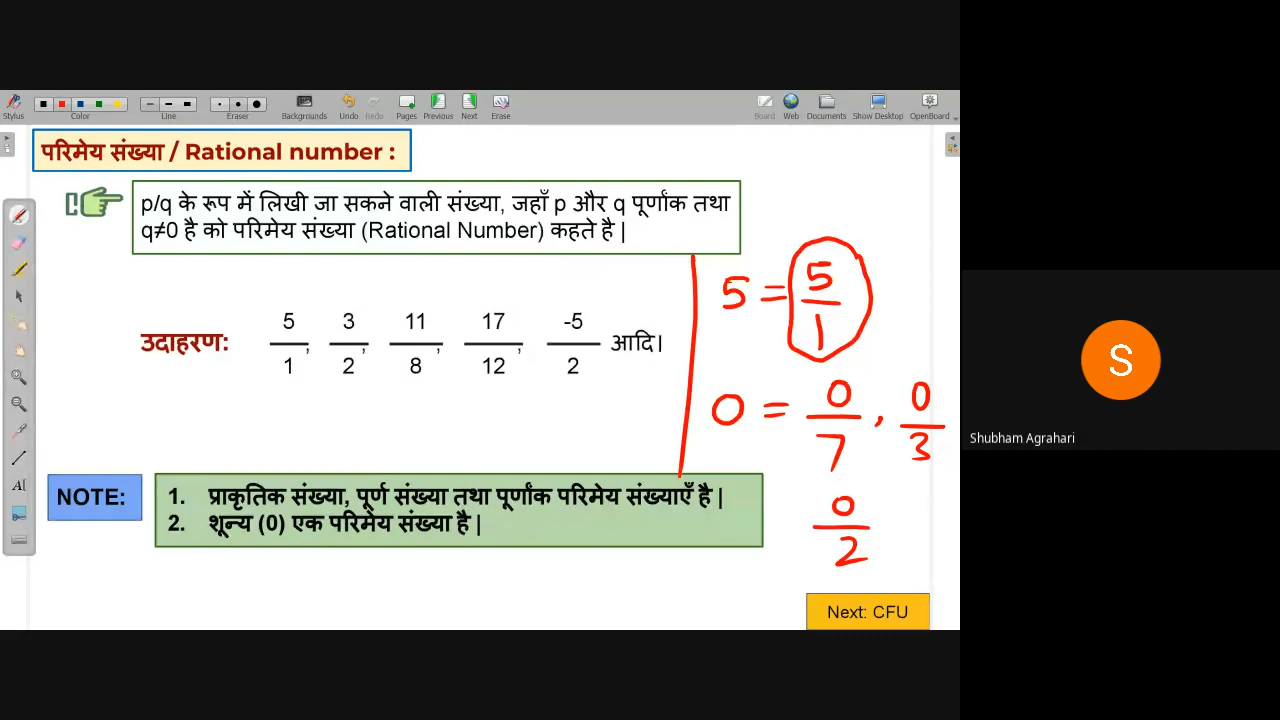 Stylus
Color
Line
Eraser
Backgrounds
Undo
Redo
Pages
Previous
Next
Erase
Board
Web
Documents
Show Desktop
OpenBoard
परिमेय संख्या / Rational number :
p/q के रूप में लिखी जा सकने वाली संख्या, जहाँ p और q पूर्णांक तथा
q≠0 है को परिमेय संख्या (Rational Number) कहते है |
उदाहरण: 5/1, 3/2, 11/8, 17/12, -5/2 आदि।
5 = 5/1
0 = 0/7, 0/3
0/2
NOTE:
1. प्राकृतिक संख्या, पूर्ण संख्या तथा पूर्णांक परिमेय संख्याएँ है |
2. शून्य (0) एक परिमेय संख्या है |
Next: CFU
S
Shubham Agrahari